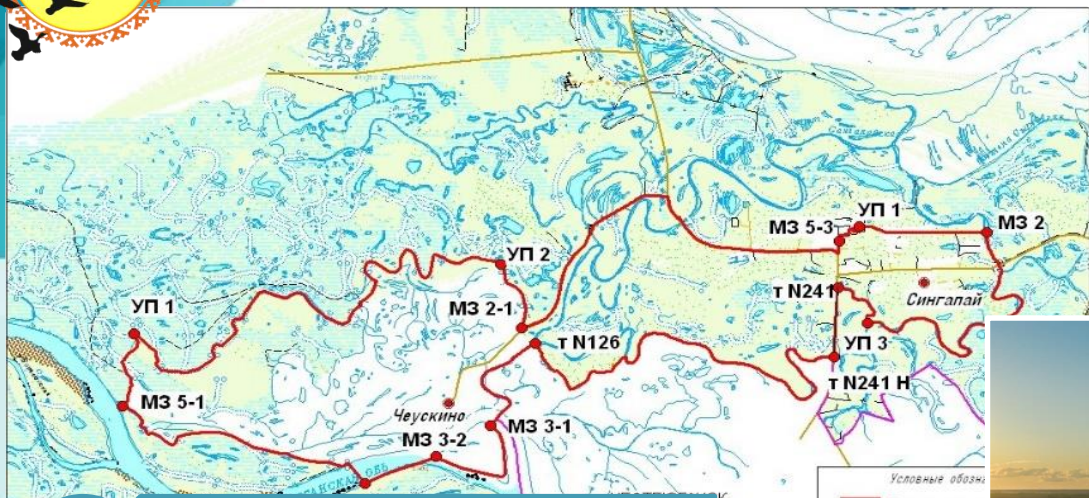 УП 1
МЗ 5-3
МЗ 2
УП 2
т N241
Сингапай
МЗ 2-1
УП 1
т N126
УП 3
т N241 Н
МЗ 5-1
Чеускино
МЗ 3-1
МЗ 3-2
Условные обозн